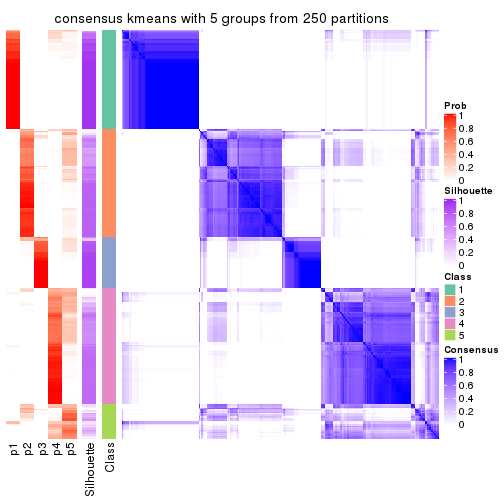 consensus kmeans with 5 groups from 250 partitions
Prob
1
0.8
0.6
0.4
0.2
0
Silhouette
1
0.8
0.6
0.4
0.2
0
Class
1
2
3
4
5
Consensus
1
0.8
0.6
0.4
0.2
0
p1
p2
p3
p4
p5
Silhouette
Class